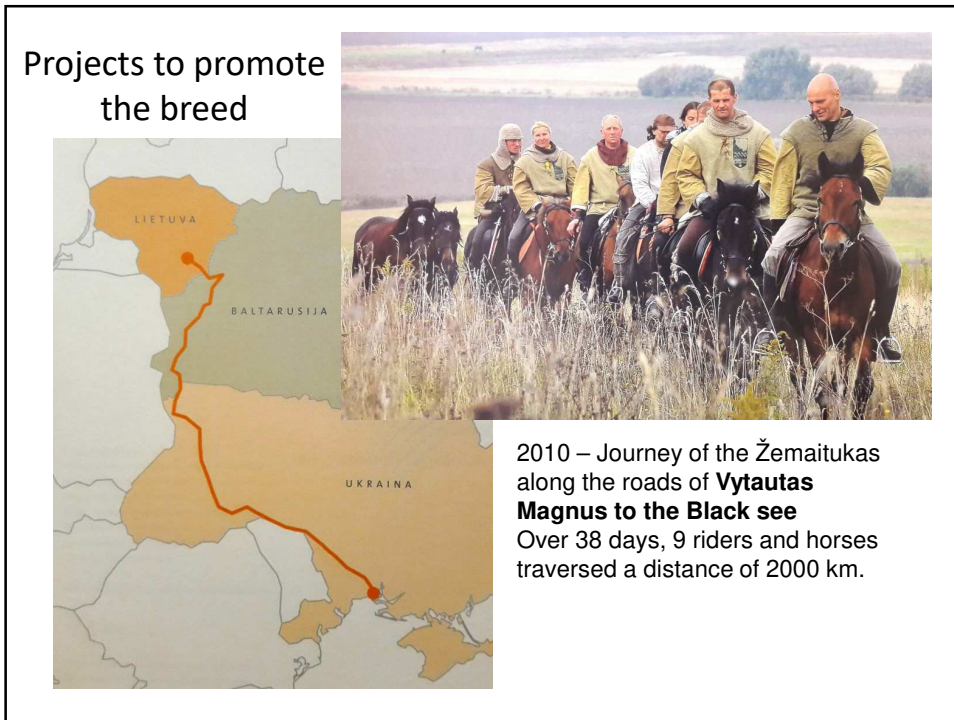 Projects to promote
the breed
LIETUVA
BALTARUSIJA
UKRAINA
2010 – Journey of the Žemaitukas
along the roads of Vytautas
Magnus to the Black see
Over 38 days, 9 riders and horses
traversed a distance of 2000 km.